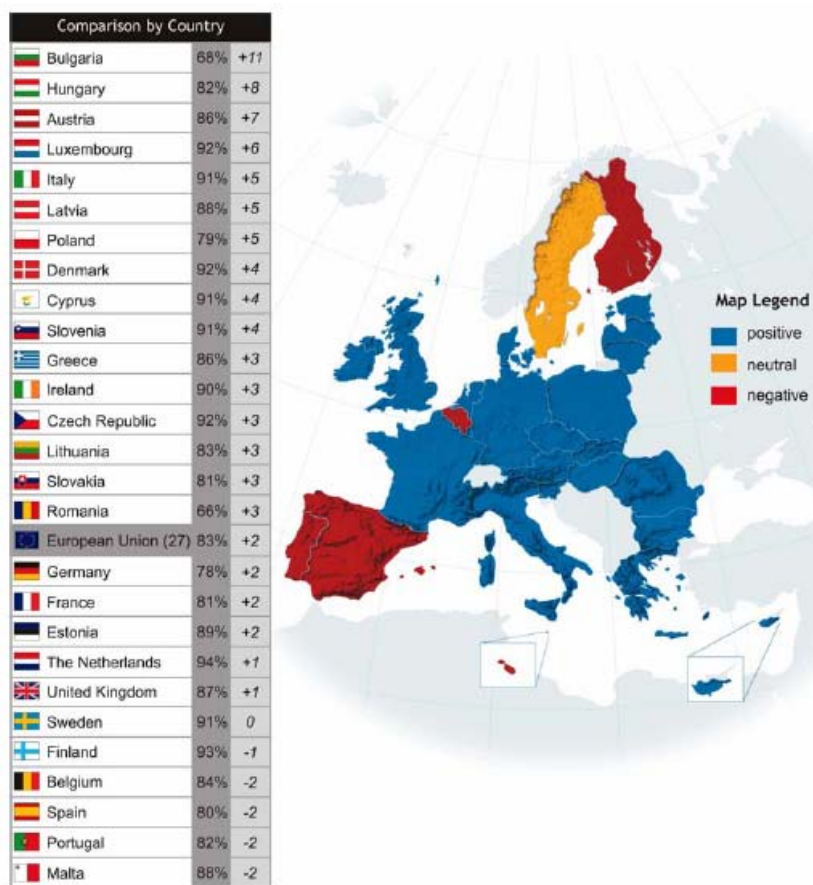 Comparison by Country
Bulgaria 68% +11
Hungary 82% +8
Austria 86% +7
Luxembourg 92% +6
Italy 91% +5
Latvia 88% +5
Poland 79% +5
Denmark 92% +4
Cyprus 91% +4
Slovenia 91% +4
Greece 86% +3
Ireland 90% +3
Czech Republic 92% +3
Lithuania 83% +3
Slovakia 81% +3
Romania 66% +3
European Union (27) 83% +2
Germany 78% +2
France 81% +2
Estonia 89% +2
The Netherlands 94% +1
United Kingdom 87% +1
Sweden 91% 0
Finland 93% -1
Belgium 84% -2
Spain 80% -2
Portugal 82% -2
Malta 88% -2
Map Legend
positive
neutral
negative